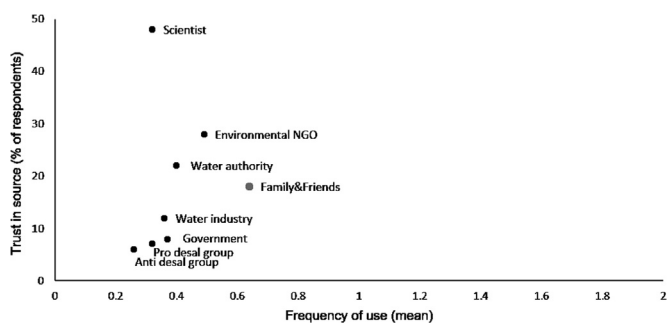 Trust in source (% of respondents)
50
40
30
20
10
0
Scientist
Environmental NGO
Water authority
Family&Friends
Water industry
Government
Pro desal group
Anti desal group
0 0.2 0.4 0.6 0.8 1 1.2 1.4 1.6 1.8 2
Frequency of use (mean)